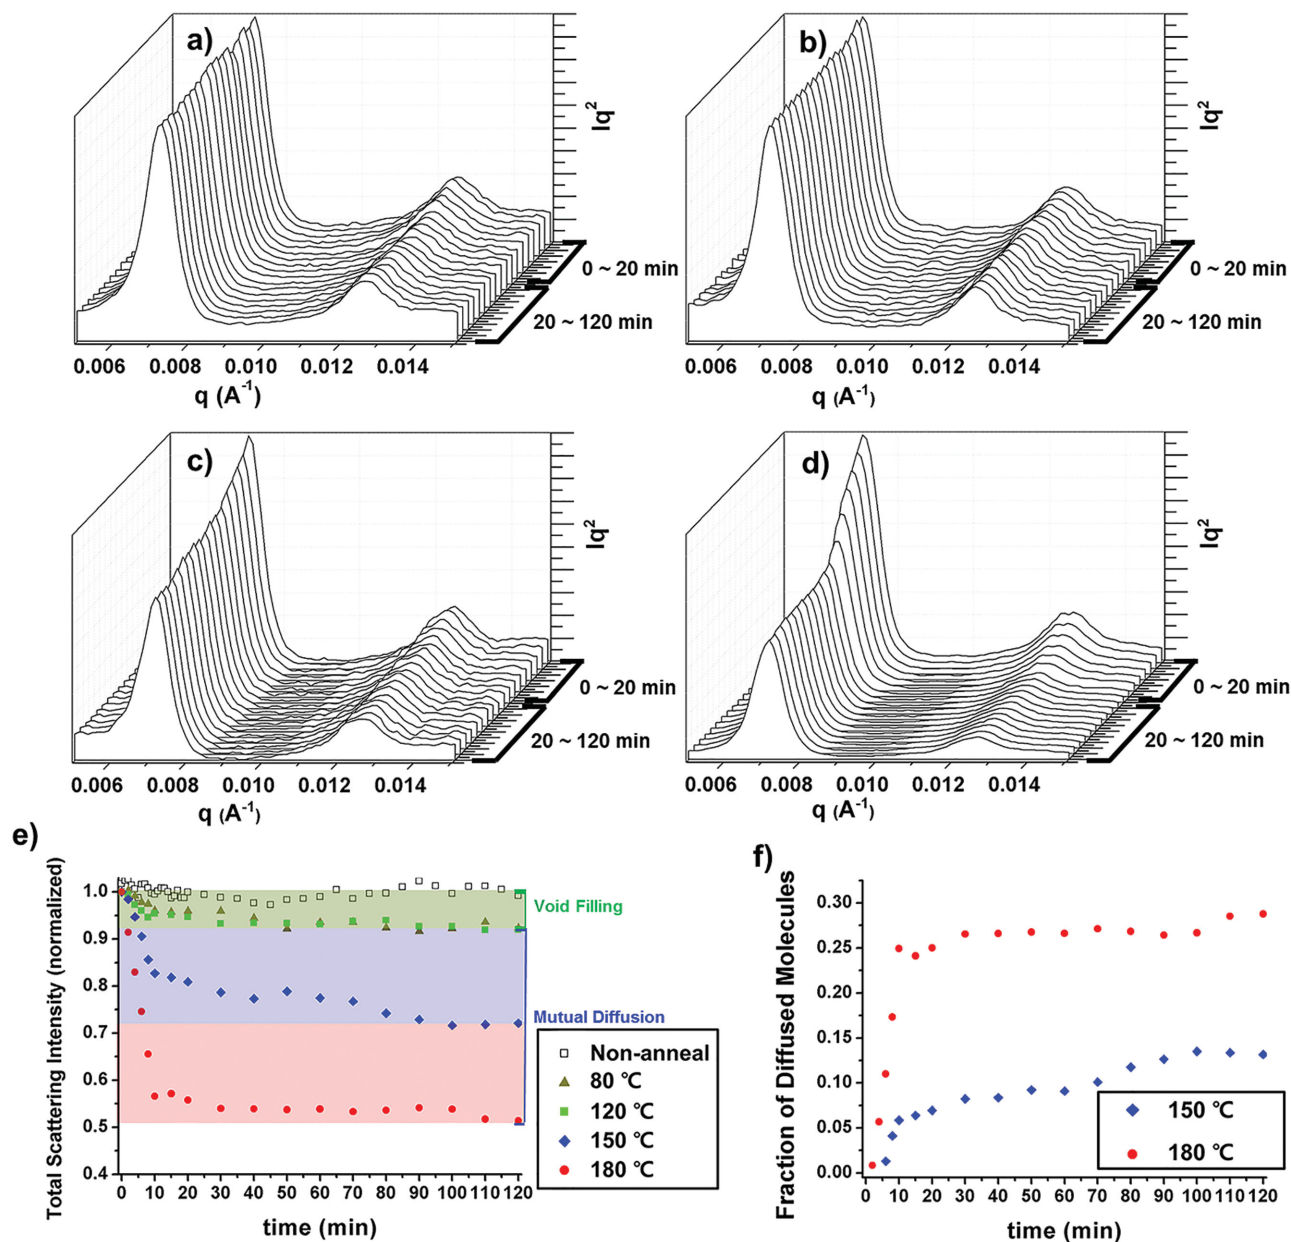 a)
Iq²
0 ~ 20 min
20 ~ 120 min
0.006 0.008 0.010 0.012 0.014
q (A⁻¹)
b)
Iq²
0 ~ 20 min
20 ~ 120 min
0.006 0.008 0.010 0.012 0.014
q (A⁻¹)
c)
Iq²
0 ~ 20 min
20 ~ 120 min
0.006 0.008 0.010 0.012 0.014
q (A⁻¹)
d)
Iq²
0 ~ 20 min
20 ~ 120 min
0.006 0.008 0.010 0.012 0.014
q (A⁻¹)
e)
Total Scattering Intensity (normalized)
1.0
0.9
0.8
0.7
0.6
0.5
0.4
0 10 20 30 40 50 60 70 80 90 100 110 120
time (min)
Void Filling
Mutual Diffusion
Non-anneal
80 ℃
120 ℃
150 ℃
180 ℃
f)
Fraction of Diffused Molecules
0.30
0.25
0.20
0.15
0.10
0.05
0.00
10 20 30 40 50 60 70 80 90 100 110 120
time (min)
150 ℃
180 ℃